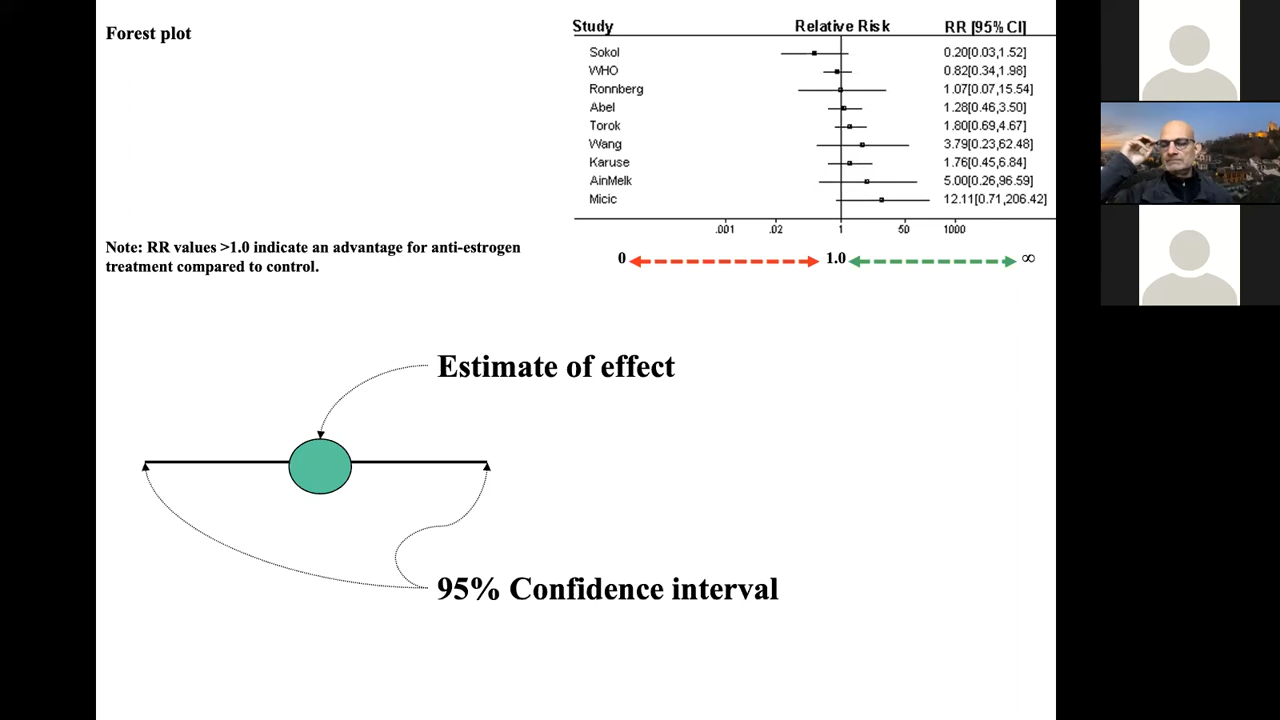 Forest plot
Study Relative Risk RR [95% CI]
Sokol 0.20[0.03,1.52]
WHO 0.82[0.34,1.98]
Ronnberg 1.07[0.07,15.54]
Abel 1.28[0.46,3.50]
Torok 1.80[0.69,4.67]
Wang 3.79[0.23,62.48]
Karuse 1.76[0.45,6.84]
AinMelk 5.00[0.26,96.59]
Micic 12.11[0.71,206.42]
.001 .02 1 50 1000
0 1.0 ∞
Note: RR values >1.0 indicate an advantage for anti-estrogen
treatment compared to control.
Estimate of effect
95% Confidence interval